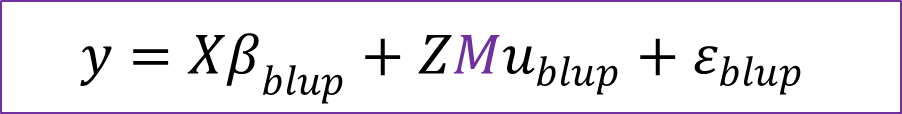 y = Xβ_blup + ZMu_blup + ε_blup